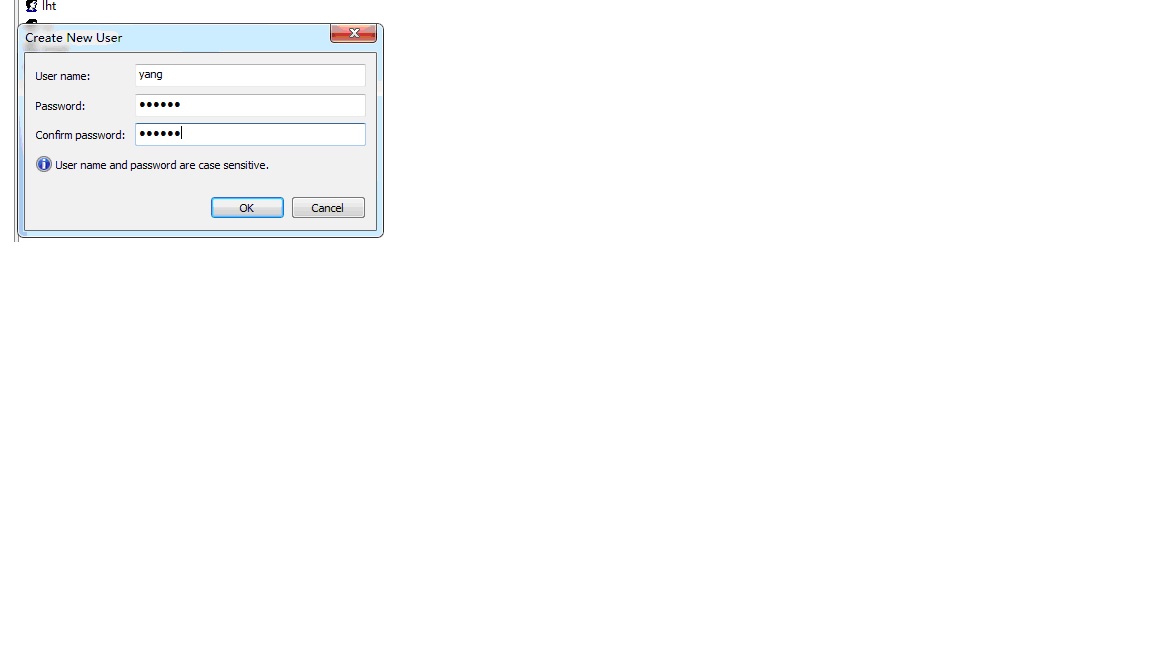 lht
Create New User
User name: yang
Password: ••••••
Confirm password: ••••••
User name and password are case sensitive.
OK Cancel